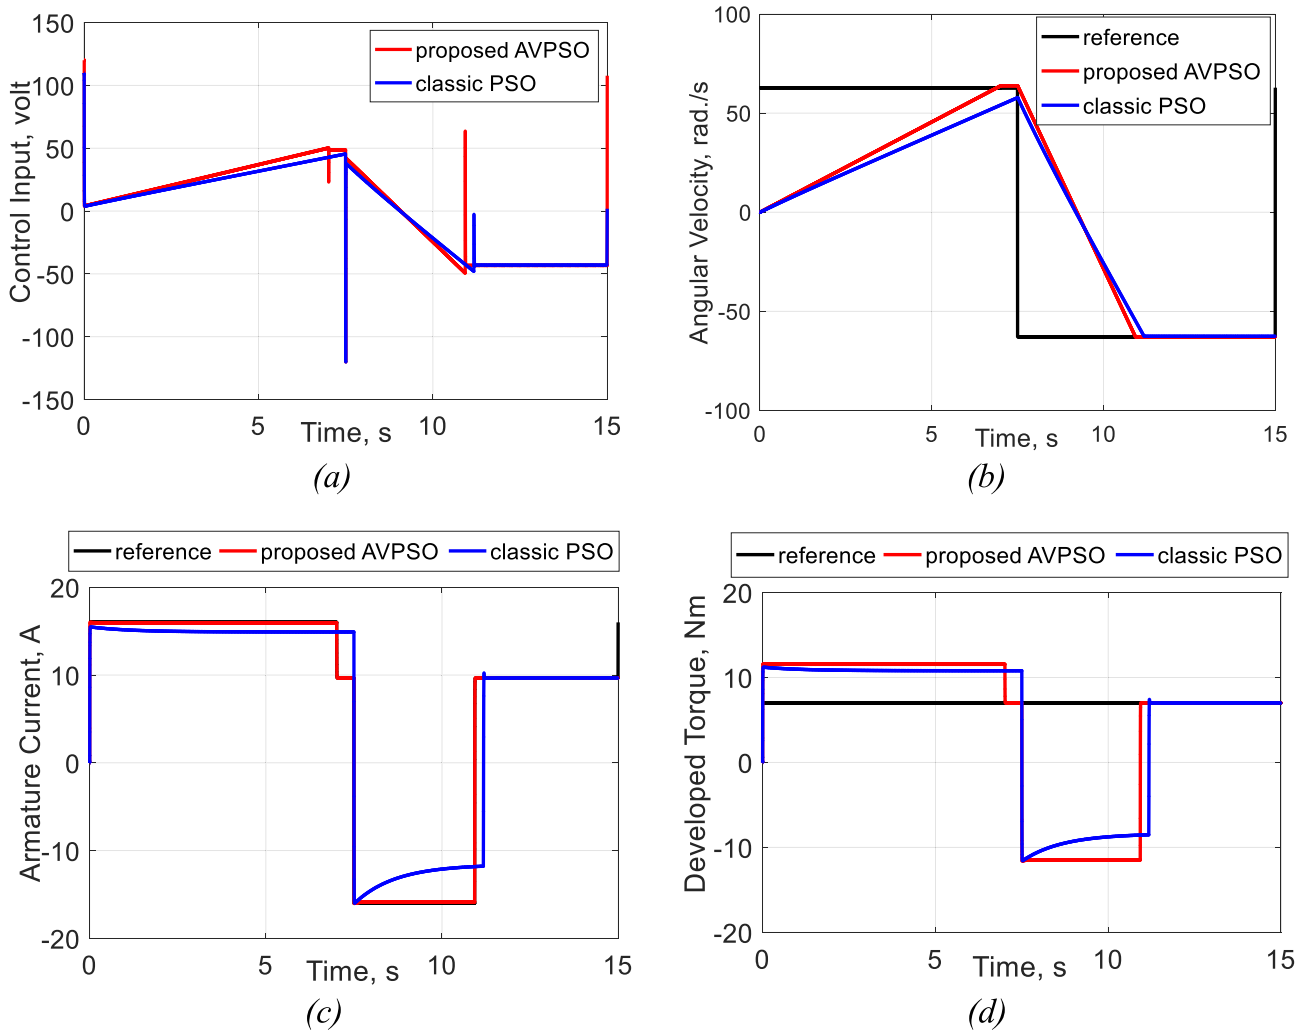 150
100
50
0
-50
-100
-150
Control Input, volt
proposed AVPSO
classic PSO
0
5
10
15
Time, s
(a)
100
50
0
-50
-100
Angular Velocity, rad./s
reference
proposed AVPSO
classic PSO
0
5
10
15
Time, s
(b)
reference proposed AVPSO classic PSO
20
10
0
-10
-20
Armature Current, A
0
5
10
15
Time, s
(c)
reference proposed AVPSO classic PSO
20
10
0
-10
-20
Developed Torque, Nm
0
5
10
15
Time, s
(d)